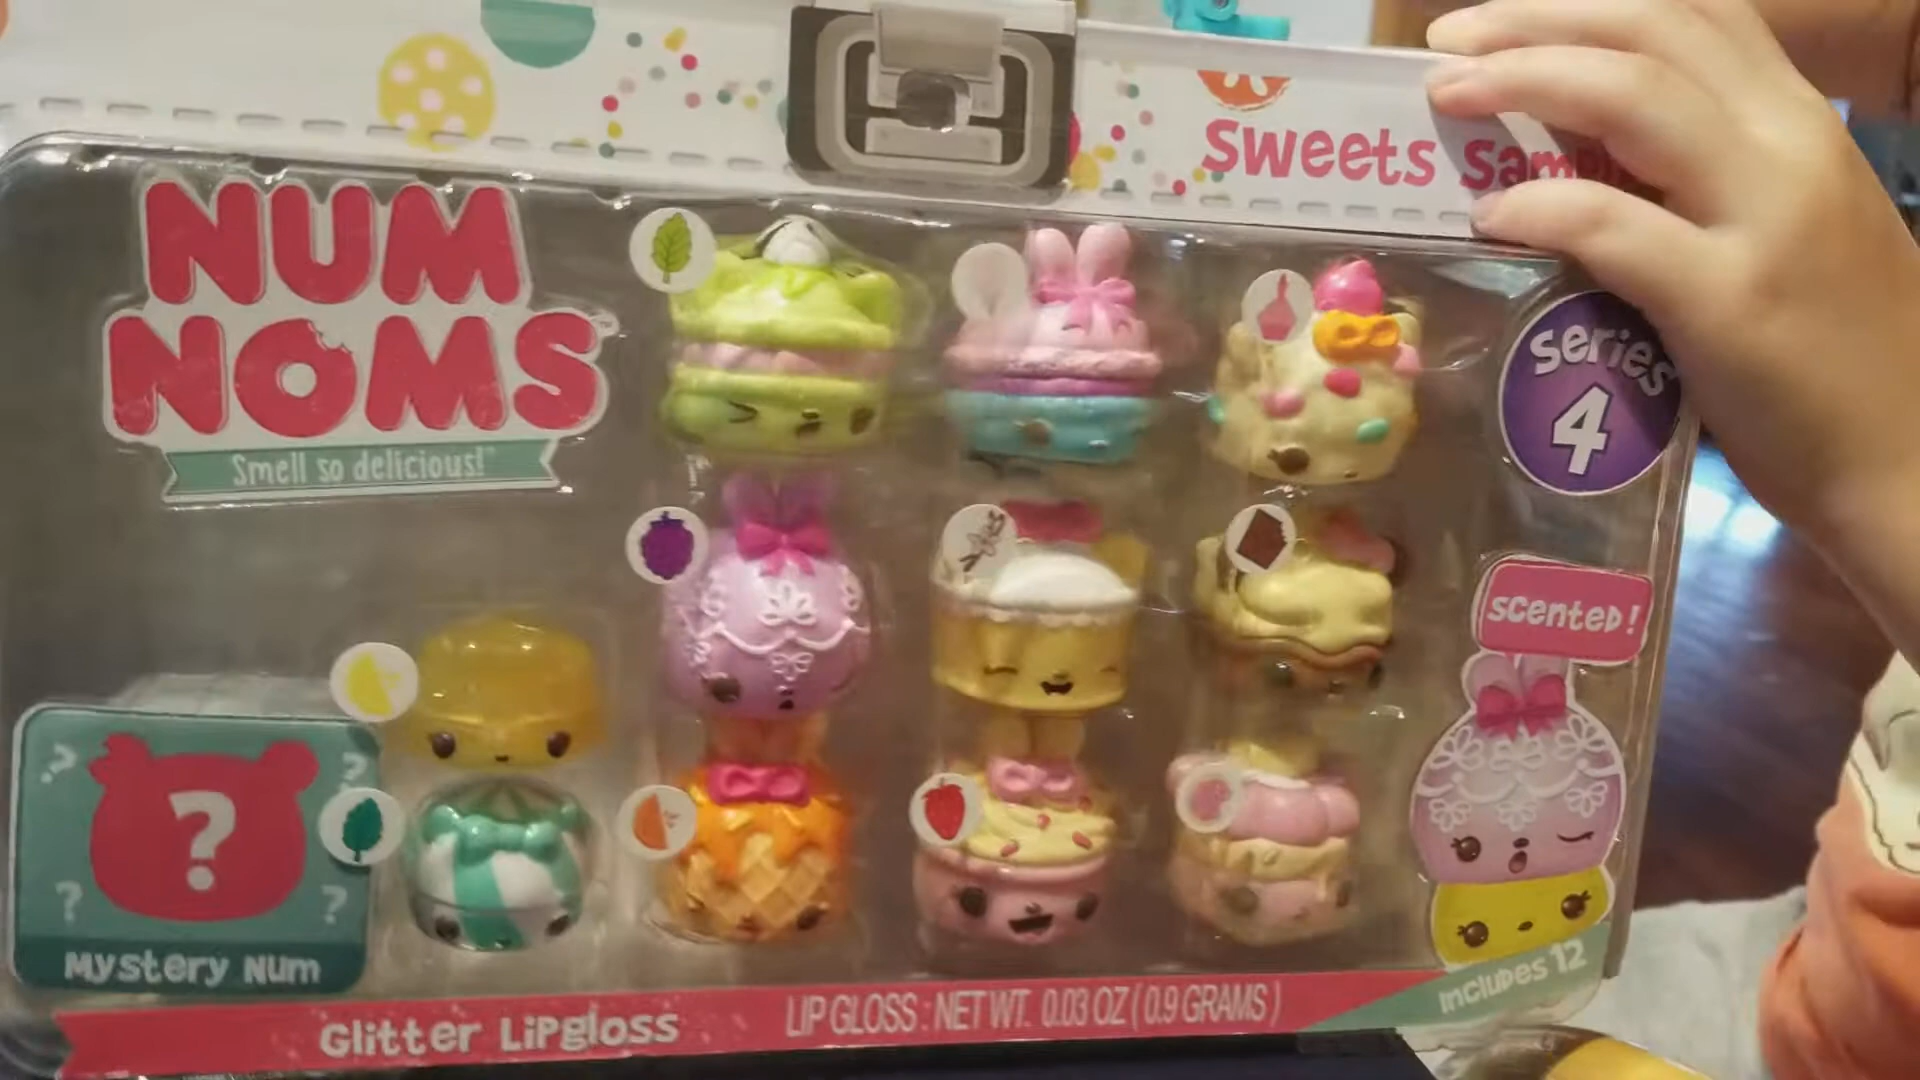 Sweets
NUM
NOMS
Smell so delicious!
Series
4
scented!
?
? ?
? ?
Mystery Num
Includes 12
Glitter Lipgloss
LIP GLOSS : NET WT. 0.03 OZ ( 0.9 GRAMS )